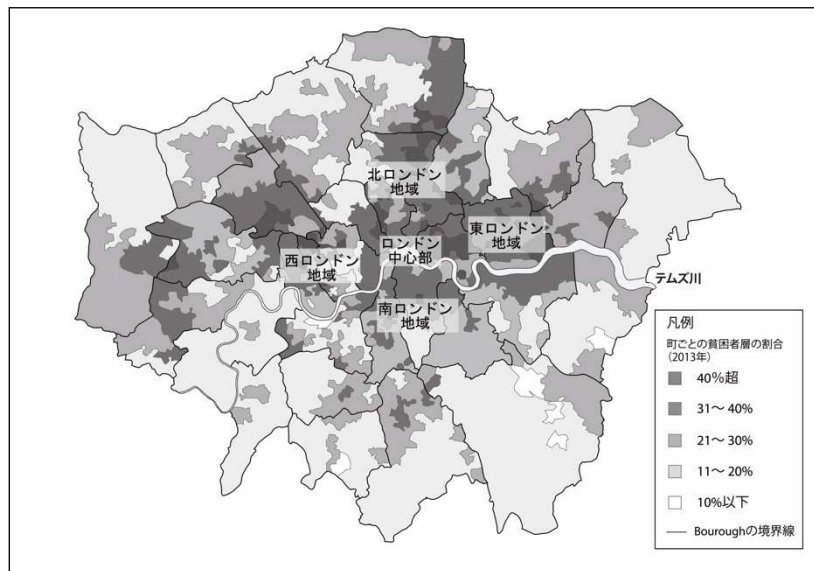 北ロンドン
地域
東ロンドン
地域
西ロンドン
地域
ロンドン
中心部
テムズ川
南ロンドン
地域
凡例
町ごとの貧困者層の割合
（2013年）
40%超
31〜 40%
21〜 30%
11〜 20%
10%以下
Bouroughの境界線